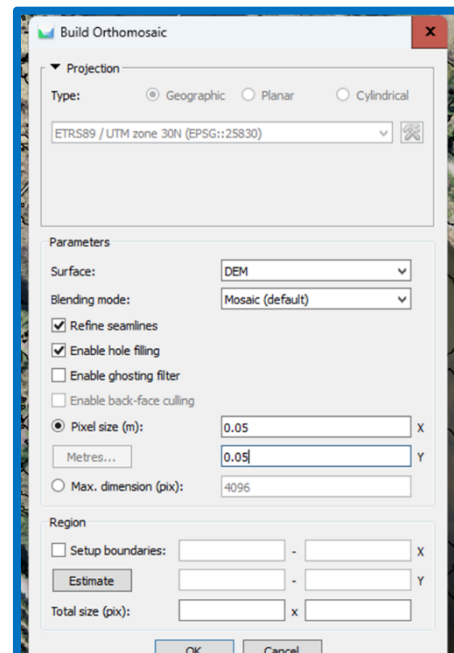 Build Orthomosaic
x
Projection
Type: Geographic Planar Cylindrical
ETRS89 / UTM zone 30N (EPSG::25830)
Parameters
Surface: DEM
Blending mode: Mosaic (default)
Refine seamlines
Enable hole filling
Enable ghosting filter
Enable back-face culling
Pixel size (m): 0.05 X
Metres... 0.05 Y
Max. dimension (pix): 4096
Region
Setup boundaries: - X
Estimate - Y
Total size (pix): x
OK Cancel